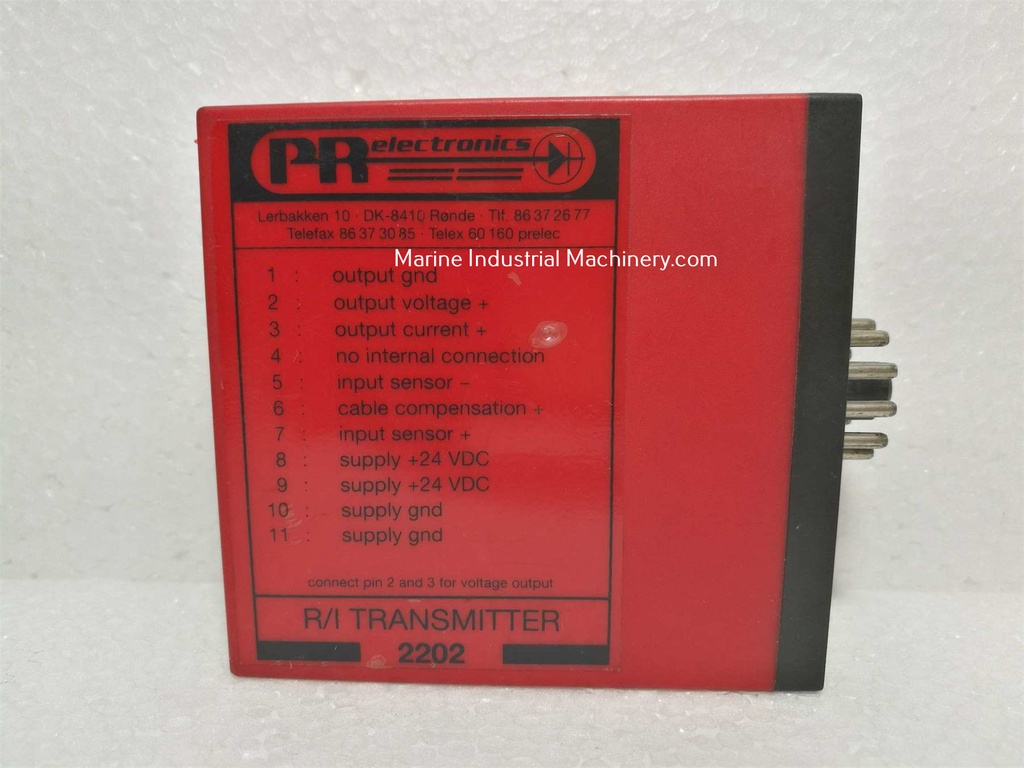 PR electronics
Lerbakken 10 · DK-8410 Rønde · Tlf. 86 37 26 77
Telefax 86 37 30 85 · Telex 60 160 prelec
Marine Industrial Machinery.com
1 : output gnd
2 : output voltage +
3 : output current +
4 : no internal connection
5 : input sensor –
6 : cable compensation +
7 : input sensor +
8 : supply +24 VDC
9 : supply +24 VDC
10 : supply gnd
11 : supply gnd
connect pin 2 and 3 for voltage output
R/I TRANSMITTER
2202